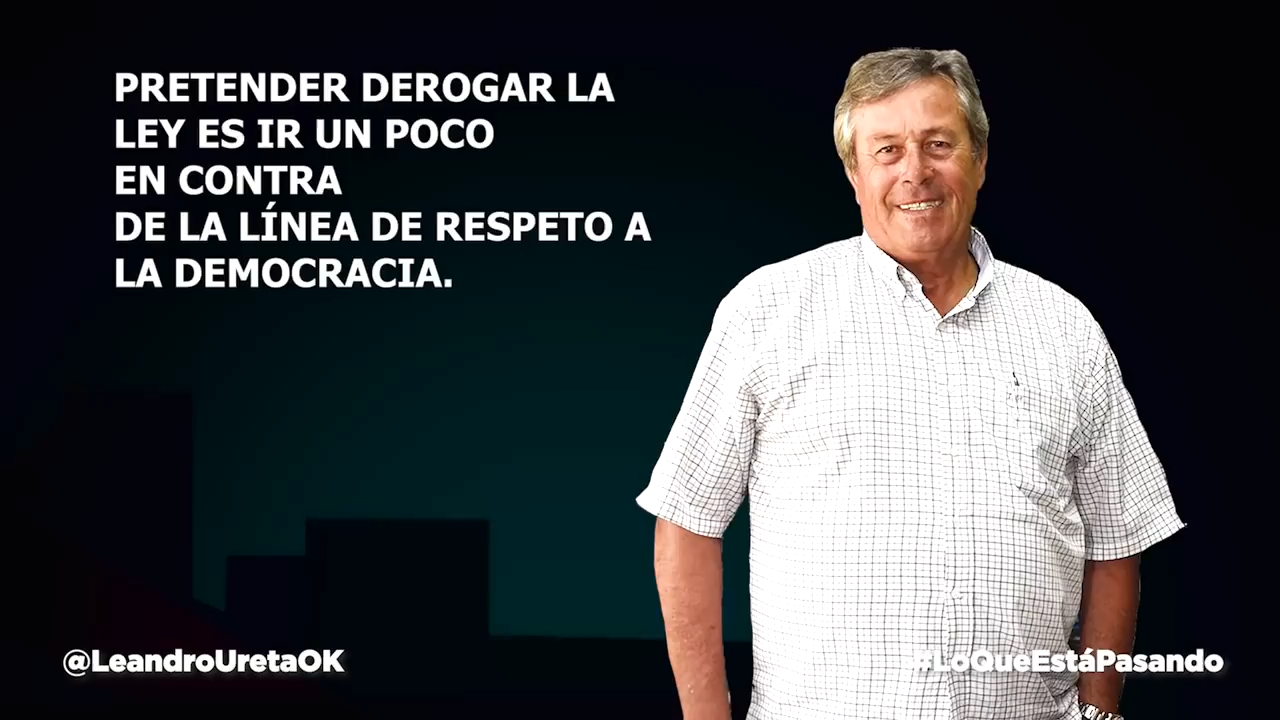 PRETENDER DEROGAR LA
LEY ES IR UN POCO
EN CONTRA
DE LA LÍNEA DE RESPETO A
LA DEMOCRACIA.
@LeandroUretaOK
#LoQueEstáPasando